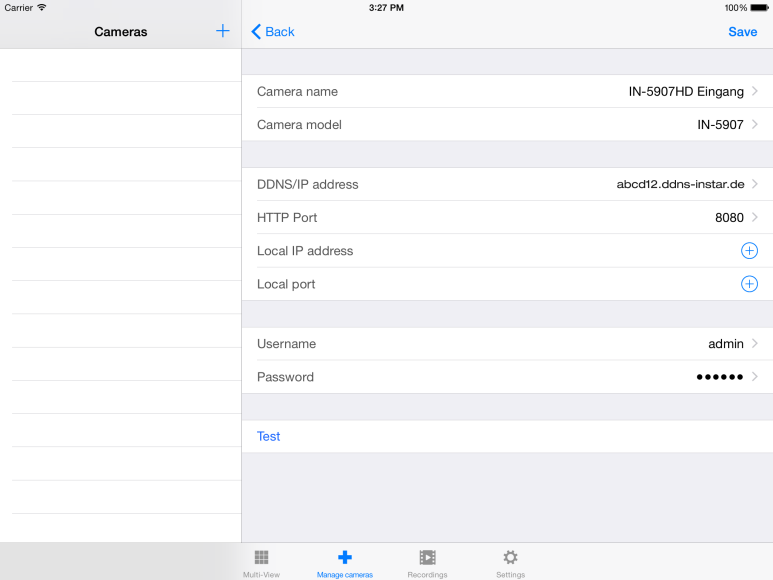 Carrier
3:27 PM
100%
Cameras
Back
Save
Camera name
IN-5907HD Eingang
Camera model
IN-5907
DDNS/IP address
abcd12.ddns-instar.de
HTTP Port
8080
Local IP address
Local port
Username
admin
Password
••••••
Test
Multi-View
Manage cameras
Recordings
Settings